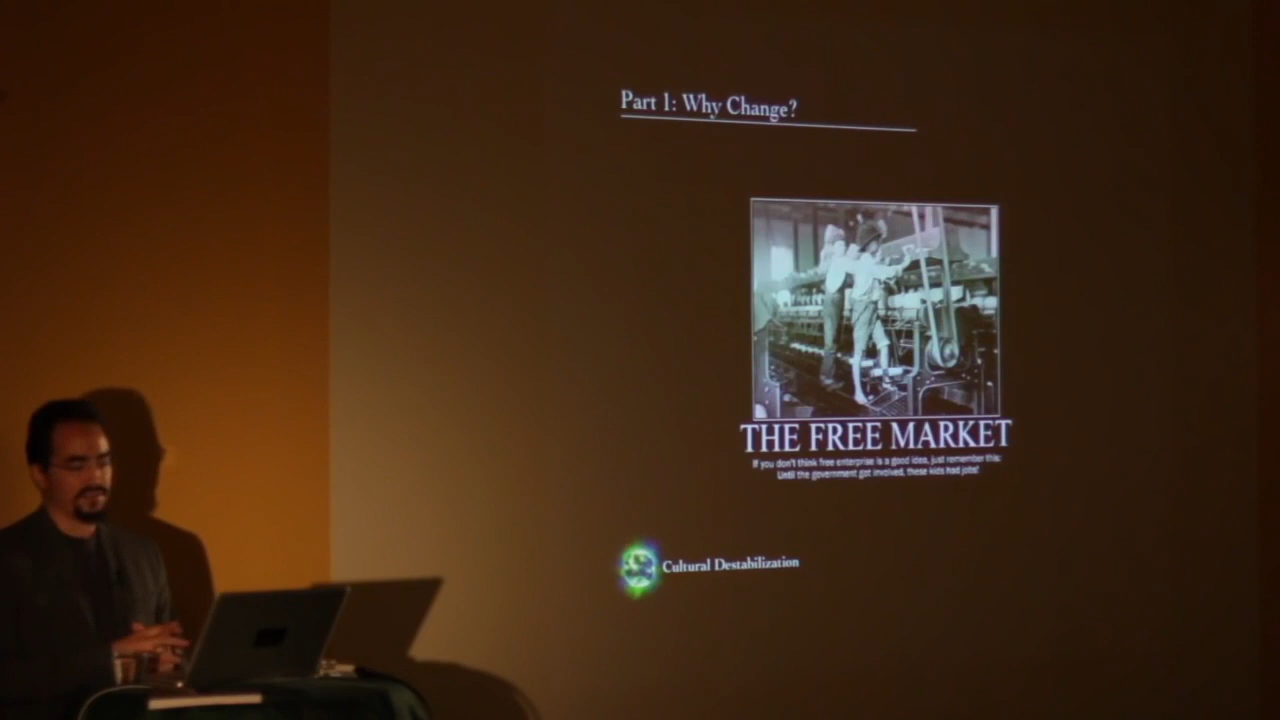 Part 1: Why Change?
THE FREE MARKET
If you don't think free enterprise is a good idea, just remember this:
Until the government got involved, these kids had jobs!
Cultural Destabilization